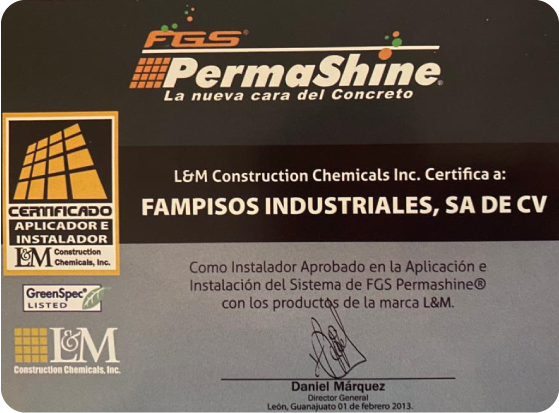 FGS®
PermaShine®
La nueva cara del Concreto
L&M Construction Chemicals Inc. Certifica a:
FAMPISOS INDUSTRIALES, SA DE CV
CERTIFICADO
APLICADOR E
INSTALADOR
L&M Construction
Chemicals, Inc.
Como Instalador Aprobado en la Aplicación e
Instalación del Sistema de FGS Permashine®
con los productos de la marca L&M.
GreenSpec®
LISTED
L&M
Construction Chemicals, Inc.
Daniel Márquez
Director General
León, Guanajuato 01 de febrero 2013.